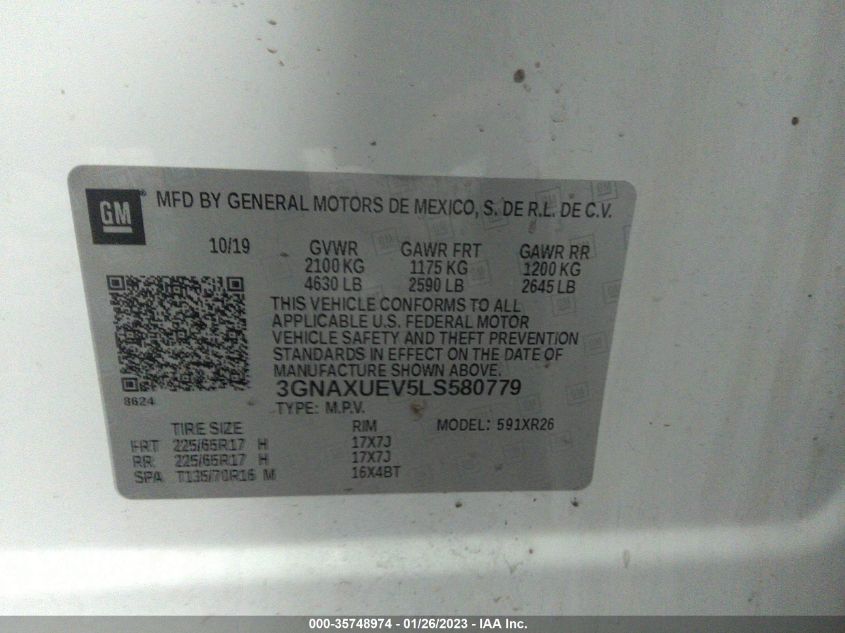 GM ® MFD BY GENERAL MOTORS DE MEXICO, S. DE R.L. DE C.V.
10/19 GVWR GAWR FRT GAWR RR
2100 KG 1175 KG 1200 KG
4630 LB 2590 LB 2645 LB
THIS VEHICLE CONFORMS TO ALL
APPLICABLE U.S. FEDERAL MOTOR
VEHICLE SAFETY AND THEFT PREVENTION
STANDARDS IN EFFECT ON THE DATE OF
MANUFACTURE SHOWN ABOVE.
3GNAXUEV5LS580779
8624
TYPE: M.P.V.
TIRE SIZE RIM MODEL: 591XR26
FRT 225/65R17 H 17X7J
RR 225/65R17 H 17X7J
SPA T135/70R16 M 16X4BT
000-35748974 - 01/26/2023 - IAA Inc.